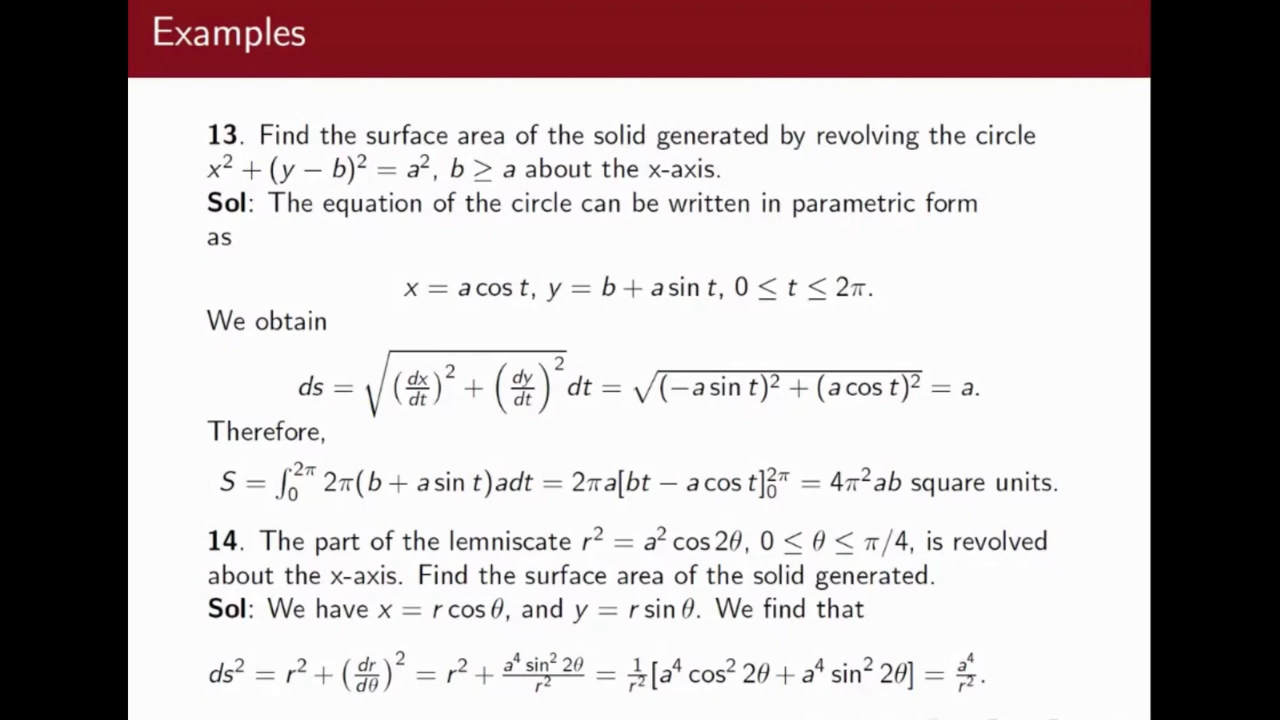 Examples
13. Find the surface area of the solid generated by revolving the circle
x² + (y − b)² = a², b ≥ a about the x-axis.
Sol: The equation of the circle can be written in parametric form
as
x = a cos t, y = b + a sin t, 0 ≤ t ≤ 2π.
We obtain
ds = √((dx/dt)² + (dy/dt)²) dt = √((−a sin t)² + (a cos t)²) = a.
Therefore,
S = ∫₀^{2π} 2π(b + a sin t)adt = 2πa[bt − a cos t]₀^{2π} = 4π²ab square units.
14. The part of the lemniscate r² = a² cos 2θ, 0 ≤ θ ≤ π/4, is revolved
about the x-axis. Find the surface area of the solid generated.
Sol: We have x = r cos θ, and y = r sin θ. We find that
ds² = r² + (dr/dθ)² = r² + a⁴ sin² 2θ/r² = 1/r² [a⁴ cos² 2θ + a⁴ sin² 2θ] = a⁴/r².